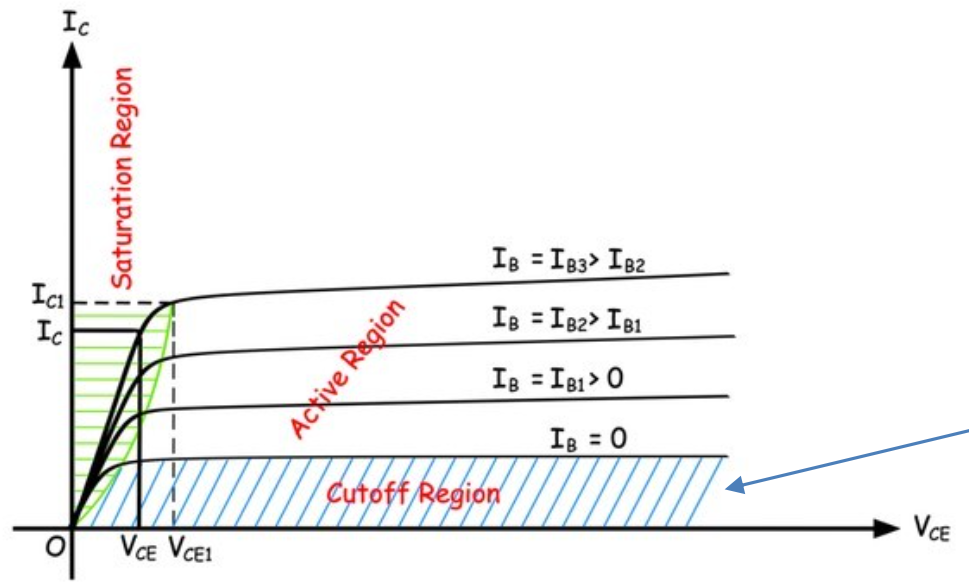 I_C
Saturation Region
I_B = I_B3 > I_B2
I_C1
I_C
I_B = I_B2 > I_B1
Active Region
I_B = I_B1 > 0
I_B = 0
Cutoff Region
O
V_CE
V_CE1
V_CE